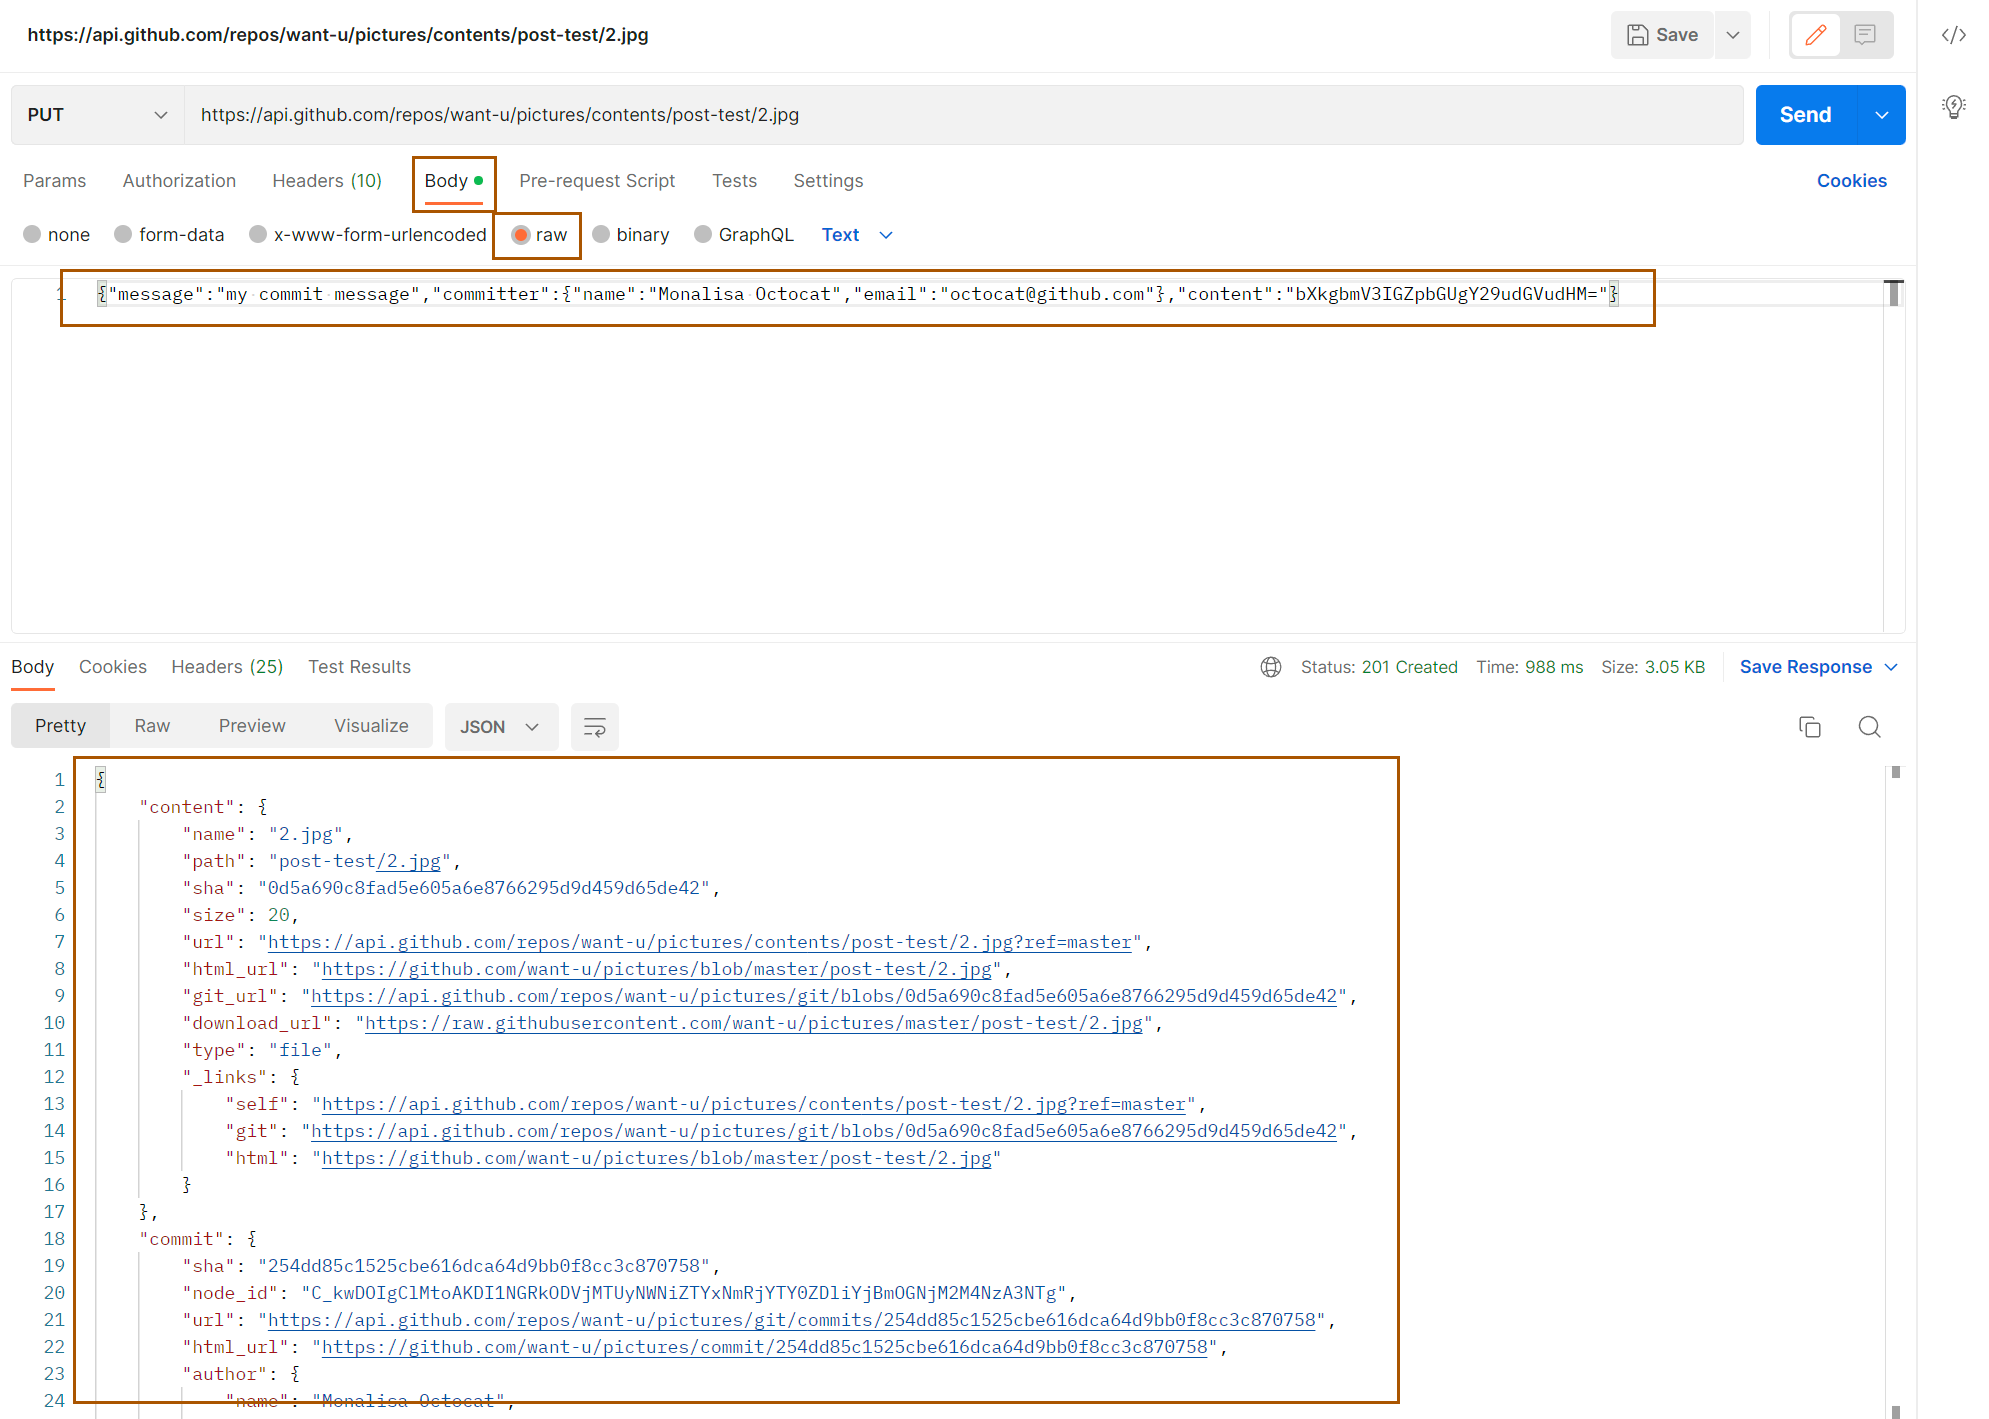 https://api.github.com/repos/want-u/pictures/contents/post-test/2.jpg
Save
PUT
https://api.github.com/repos/want-u/pictures/contents/post-test/2.jpg
Send
Params Authorization Headers (10) Body Pre-request Script Tests Settings Cookies
none form-data x-www-form-urlencoded raw binary GraphQL Text
1 {"message":"my commit message","committer":{"name":"Monalisa Octocat","email":"octocat@github.com"},"content":"bXkgbmV3IGZpbGUgY29udGVudHM="}
Body Cookies Headers (25) Test Results Status: 201 Created Time: 988 ms Size: 3.05 KB Save Response
Pretty Raw Preview Visualize JSON
1 {
2 "content": {
3 "name": "2.jpg",
4 "path": "post-test/2.jpg",
5 "sha": "0d5a690c8fad5e605a6e8766295d9d459d65de42",
6 "size": 20,
7 "url": "https://api.github.com/repos/want-u/pictures/contents/post-test/2.jpg?ref=master",
8 "html_url": "https://github.com/want-u/pictures/blob/master/post-test/2.jpg",
9 "git_url": "https://api.github.com/repos/want-u/pictures/git/blobs/0d5a690c8fad5e605a6e8766295d9d459d65de42",
10 "download_url": "https://raw.githubusercontent.com/want-u/pictures/master/post-test/2.jpg",
11 "type": "file",
12 "_links": {
13 "self": "https://api.github.com/repos/want-u/pictures/contents/post-test/2.jpg?ref=master",
14 "git": "https://api.github.com/repos/want-u/pictures/git/blobs/0d5a690c8fad5e605a6e8766295d9d459d65de42",
15 "html": "https://github.com/want-u/pictures/blob/master/post-test/2.jpg"
16 }
17 },
18 "commit": {
19 "sha": "254dd85c1525cbe616dca64d9bb0f8cc3c870758",
20 "node_id": "C_kwDOIgClMtoAKDI1NGRkODVjMTUyNWNiZTYxNmRjYTY0ZDliYjBmOGNjM2M4NzA3NTg",
21 "url": "https://api.github.com/repos/want-u/pictures/git/commits/254dd85c1525cbe616dca64d9bb0f8cc3c870758",
22 "html_url": "https://github.com/want-u/pictures/commit/254dd85c1525cbe616dca64d9bb0f8cc3c870758",
23 "author": {
24 "name": "Monalisa Octocat",